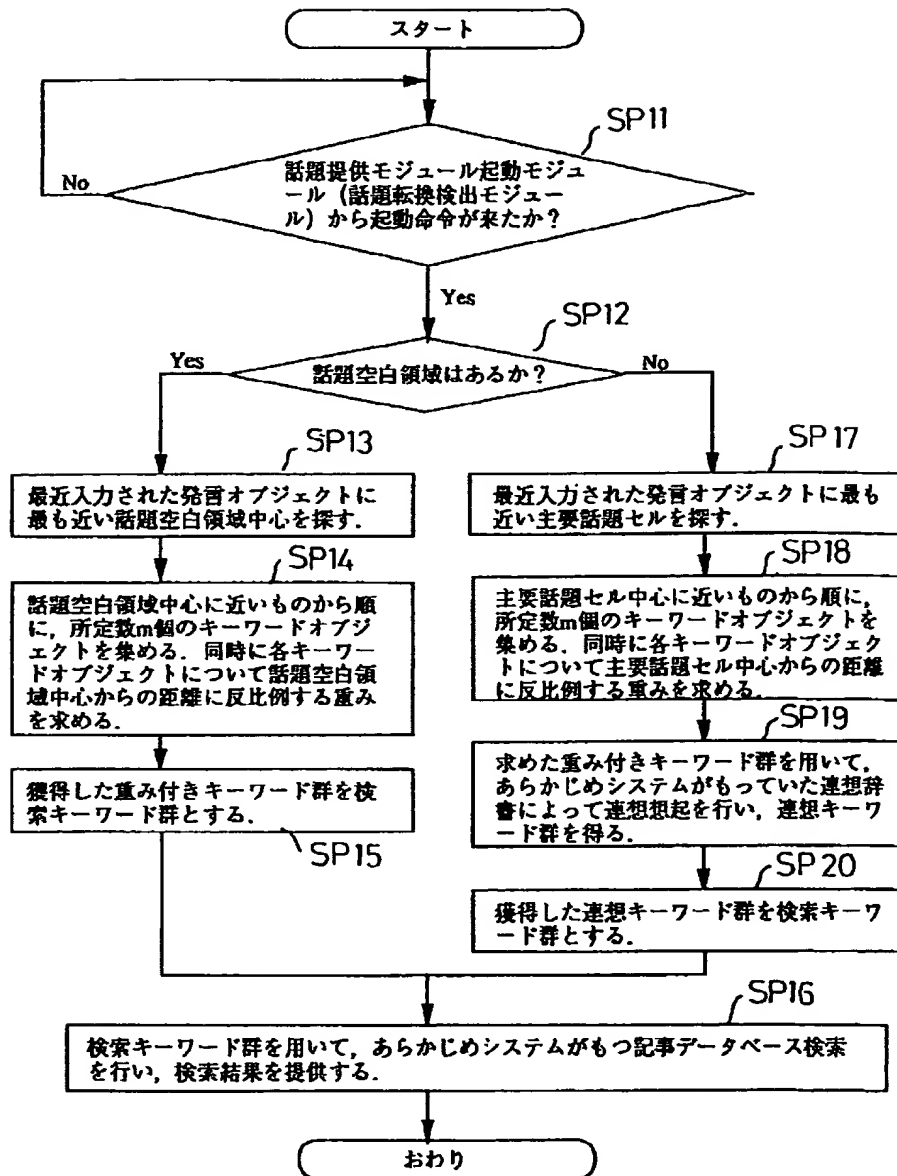 スタート
SP11
話題提供モジュール起動モジュ
ール（話題転換検出モジュー
ル）から起動命令が来たか？
No
Yes
SP12
話題空白領域はあるか？
Yes
No
SP13
最近入力された発言オブジェクトに
最も近い話題空白領域中心を探す．
SP14
話題空白領域中心に近いものから順
に，所定数m個のキーワードオブジ
ェクトを集める．同時に各キーワー
ドオブジェクトについて話題空白領
域中心からの距離に反比例する重み
を求める．
獲得した重み付きキーワード群を検
索キーワード群とする．
SP15
SP17
最近入力された発言オブジェクトに最も
近い主要話題セルを探す．
SP18
主要話題セル中心に近いものから順に，
所定数m個のキーワードオブジェクトを
集める．同時に各キーワードオブジェク
トについて主要話題セル中心からの距離
に反比例する重みを求める．
SP19
求めた重み付きキーワード群を用いて，
あらかじめシステムがもっていた連想辞
書によって連想想起を行い，連想キーワ
ード群を得る．
SP20
獲得した連想キーワード群を検索キーワ
ード群とする．
SP16
検索キーワード群を用いて，あらかじめシステムがもつ記事データベース検索
を行い，検索結果を提供する．
おわり